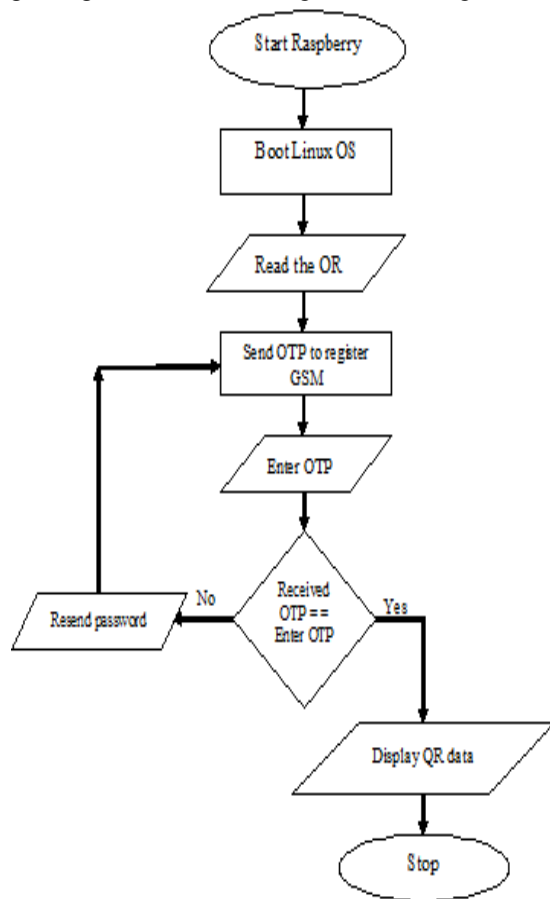 Start Raspberry
Boot Linux OS
Read the OR
Send OTP to register
GSM
Enter OTP
Received
OTP ==
Enter OTP
No
Yes
Resend password
Display QR data
Stop